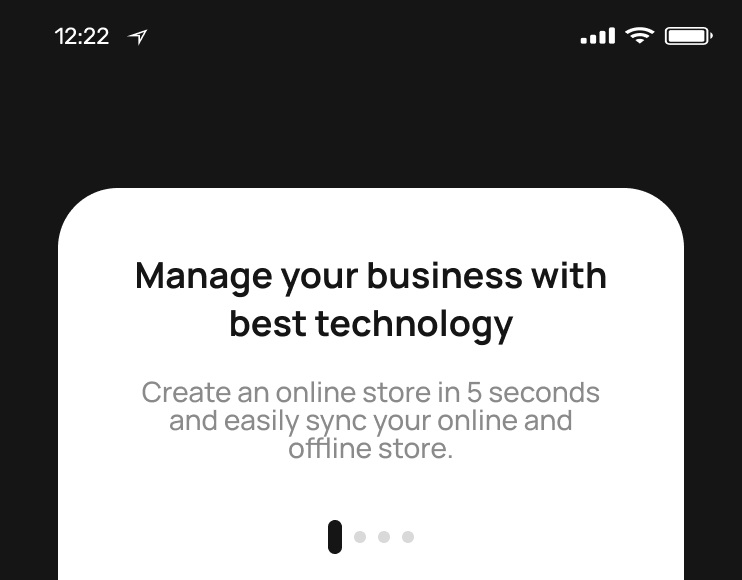 12:22
Manage your business with
best technology
Create an online store in 5 seconds
and easily sync your online and
offline store.